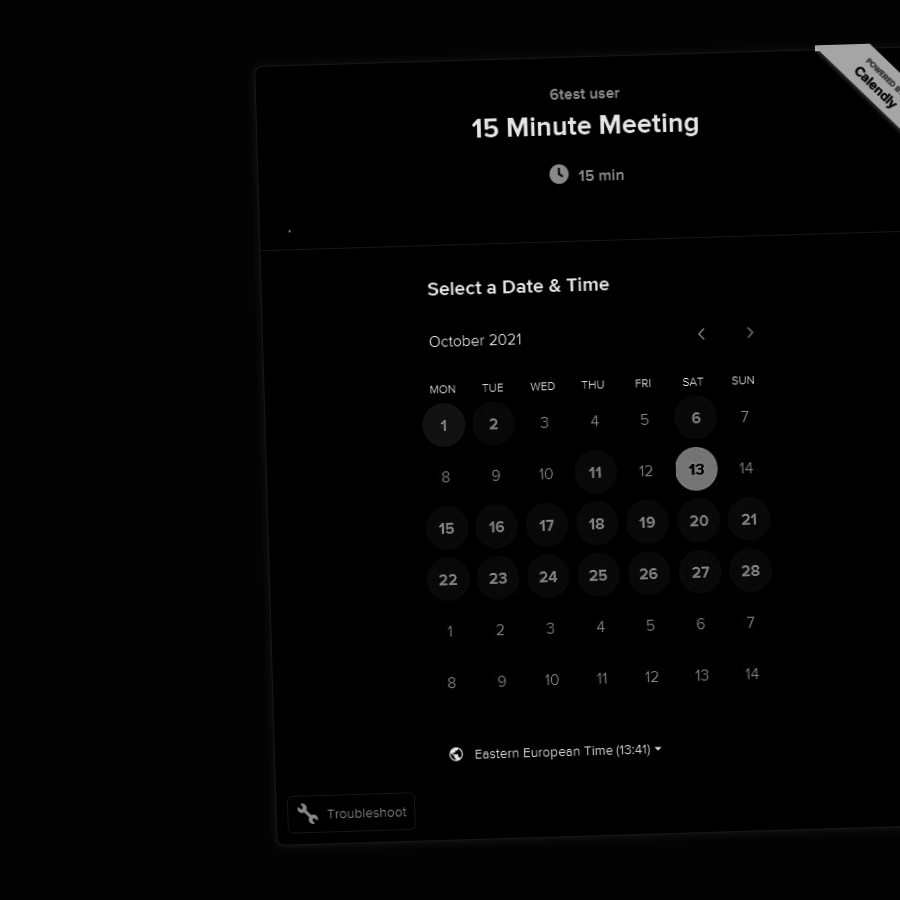 POWERED
Calendly
6test user
15 Minute Meeting
15 min
Select a Date & Time
October 2021
MON TUE WED THU FRI SAT SUN
1 2 3 4 5 6 7
8 9 10 11 12 13 14
15 16 17 18 19 20 21
22 23 24 25 26 27 28
1 2 3 4 5 6 7
8 9 10 11 12 13 14
Eastern European Time (13:41)
Troubleshoot